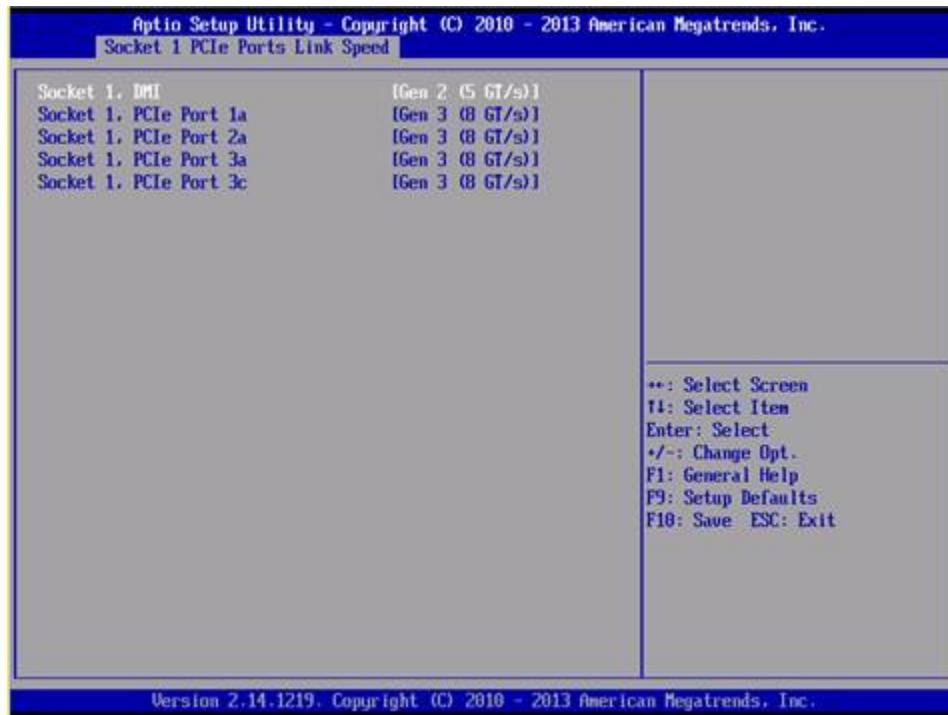 Aptio Setup Utility - Copyright (C) 2010 - 2013 American Megatrends, Inc.
Socket 1 PCIe Ports Link Speed
Socket 1, DMI [Gen 2 (5 GT/s)]
Socket 1, PCIe Port 1a [Gen 3 (8 GT/s)]
Socket 1, PCIe Port 2a [Gen 3 (8 GT/s)]
Socket 1, PCIe Port 3a [Gen 3 (8 GT/s)]
Socket 1, PCIe Port 3c [Gen 3 (8 GT/s)]
→←: Select Screen
↑↓: Select Item
Enter: Select
+/-: Change Opt.
F1: General Help
F9: Setup Defaults
F10: Save ESC: Exit
Version 2.14.1219. Copyright (C) 2010 - 2013 American Megatrends, Inc.